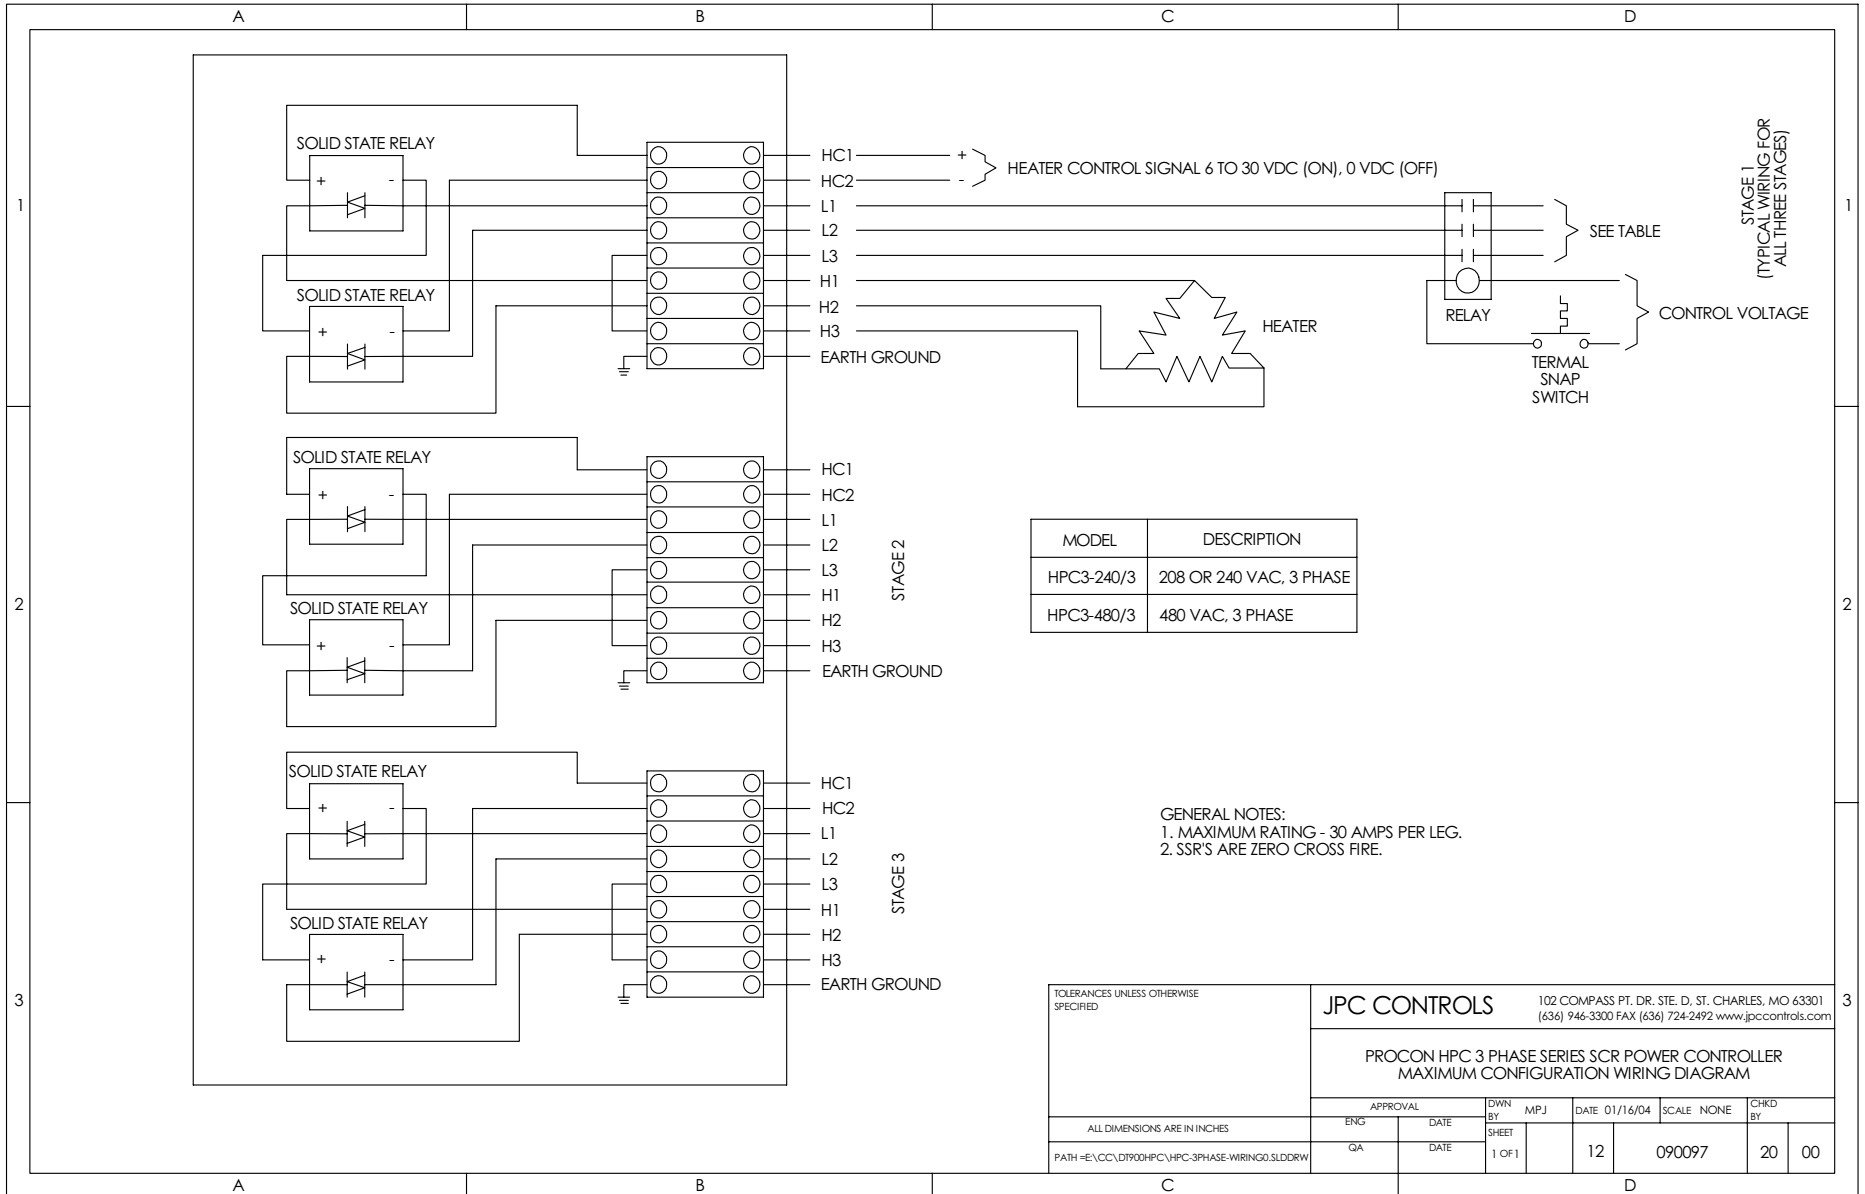 A B C D
1
1
2
2
3
3
SOLID STATE RELAY
+ -
SOLID STATE RELAY
+ -
HC1
HC2
L1
L2
L3
H1
H2
H3
EARTH GROUND
+
-
HEATER CONTROL SIGNAL 6 TO 30 VDC (ON), 0 VDC (OFF)
HEATER
SEE TABLE
RELAY
CONTROL VOLTAGE
TERMAL
SNAP
SWITCH
STAGE 1
(TYPICAL WIRING FOR
ALL THREE STAGES)
SOLID STATE RELAY
+ -
SOLID STATE RELAY
+ -
HC1
HC2
L1
L2
L3
H1
H2
H3
EARTH GROUND
STAGE 2
MODEL DESCRIPTION
HPC3-240/3 208 OR 240 VAC, 3 PHASE
HPC3-480/3 480 VAC, 3 PHASE
SOLID STATE RELAY
+ -
SOLID STATE RELAY
+ -
HC1
HC2
L1
L2
L3
H1
H2
H3
EARTH GROUND
STAGE 3
GENERAL NOTES:
1. MAXIMUM RATING - 30 AMPS PER LEG.
2. SSR'S ARE ZERO CROSS FIRE.
TOLERANCES UNLESS OTHERWISE
SPECIFIED
ALL DIMENSIONS ARE IN INCHES
PATH =E:\CC\DT900HPC\HPC-3PHASE-WIRING0.SLDDRW
JPC CONTROLS
102 COMPASS PT. DR. STE. D, ST. CHARLES, MO 63301
(636) 946-3300 FAX (636) 724-2492 www.jpccontrols.com
PROCON HPC 3 PHASE SERIES SCR POWER CONTROLLER
MAXIMUM CONFIGURATION WIRING DIAGRAM
APPROVAL
ENG DATE
QA DATE
DWN
BY MPJ
DATE 01/16/04
SCALE NONE
CHKD
BY
SHEET
1 OF1
12
090097
20
00
A B C D